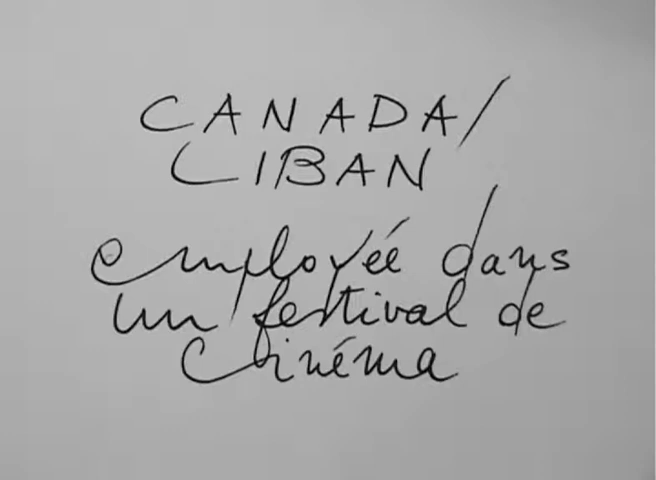 CANADA/
LIBAN
employée dans
un festival de
cinéma